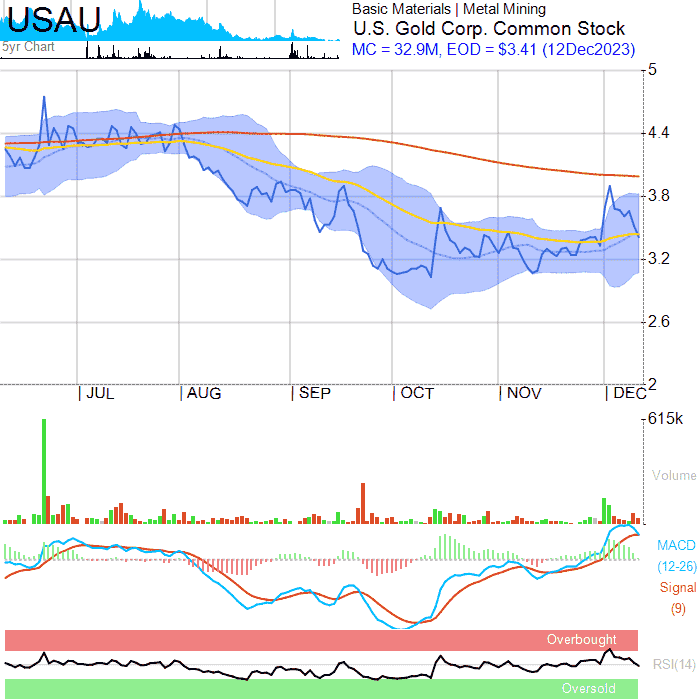 USAU
5yr Chart
Basic Materials | Metal Mining
U.S. Gold Corp. Common Stock
MC = 32.9M, EOD = $3.41 (12Dec2023)
5
4.4
3.8
3.2
2.6
2
| JUL | AUG | SEP | OCT | NOV | DEC
615k
Volume
MACD
(12-26)
Signal
(9)
Overbought
RSI(14)
Oversold